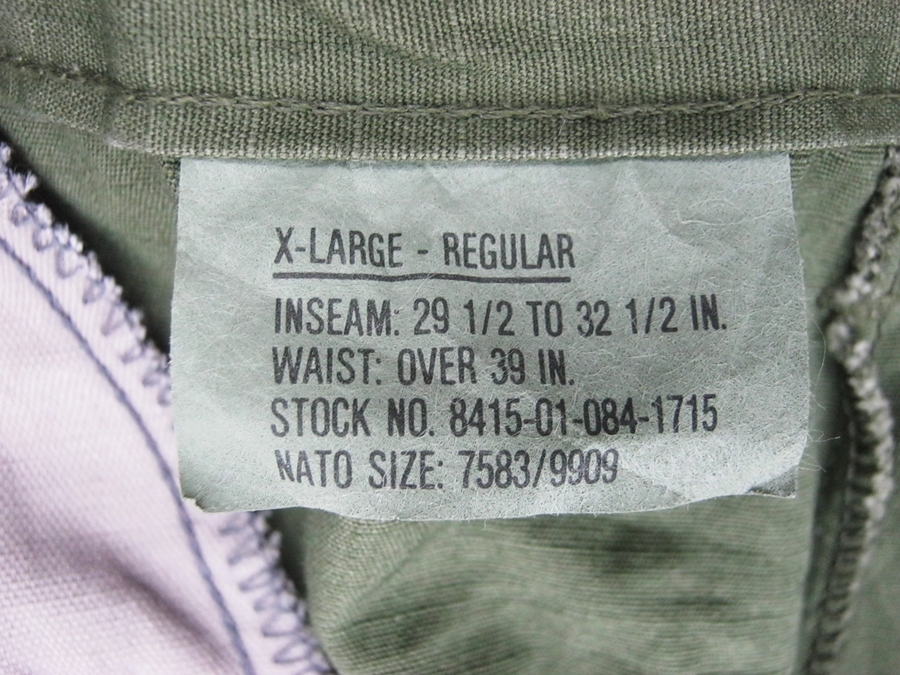 X-LARGE - REGULAR
INSEAM: 29 1/2 TO 32 1/2 IN.
WAIST: OVER 39 IN.
STOCK NO. 8415-01-084-1715
NATO SIZE: 7583/9909